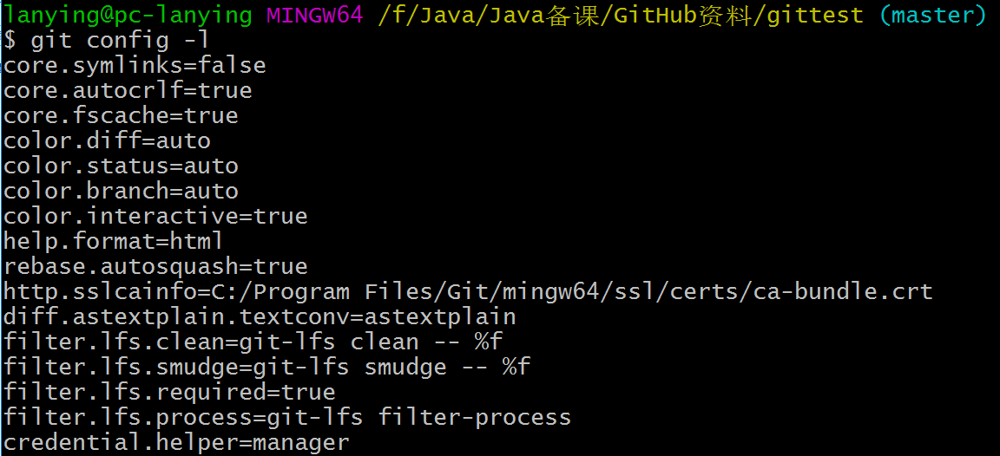 lanying@pc-lanying MINGW64 /f/Java/Java备课/GitHub资料/gittest (master)
$ git config -l
core.symlinks=false
core.autocrlf=true
core.fscache=true
color.diff=auto
color.status=auto
color.branch=auto
color.interactive=true
help.format=html
rebase.autosquash=true
http.sslcainfo=C:/Program Files/Git/mingw64/ssl/certs/ca-bundle.crt
diff.astextplain.textconv=astextplain
filter.lfs.clean=git-lfs clean -- %f
filter.lfs.smudge=git-lfs smudge -- %f
filter.lfs.required=true
filter.lfs.process=git-lfs filter-process
credential.helper=manager